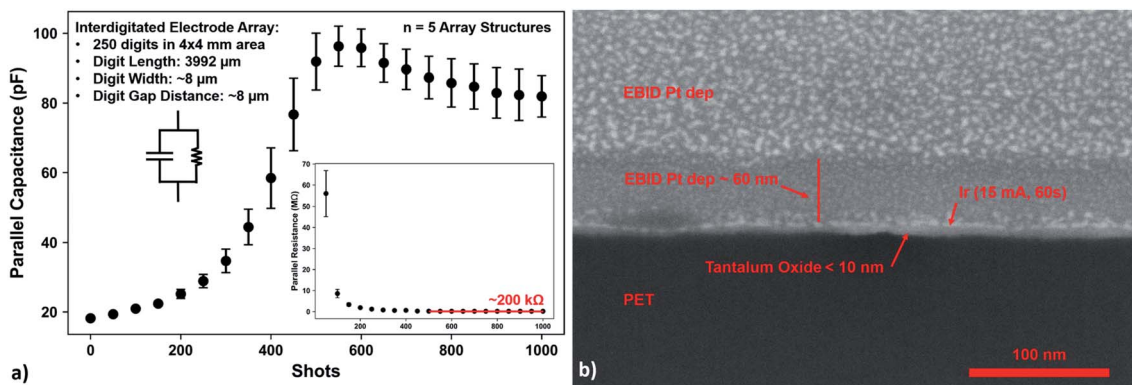 Interdigitated Electrode Array:
• 250 digits in 4x4 mm area
• Digit Length: 3992 µm
• Digit Width: ~8 µm
• Digit Gap Distance: ~8 µm
n = 5 Array Structures
Parallel Capacitance (pF)
100
80
60
40
20
0
200
400
600
800
1000
Shots
Parallel Resistance (MΩ)
70
60
50
40
30
20
10
0
200
400
600
800
1000
~200 kΩ
a)
EBID Pt dep
EBID Pt dep ~ 60 nm
Ir (15 mA, 60s)
Tantalum Oxide < 10 nm
PET
100 nm
b)